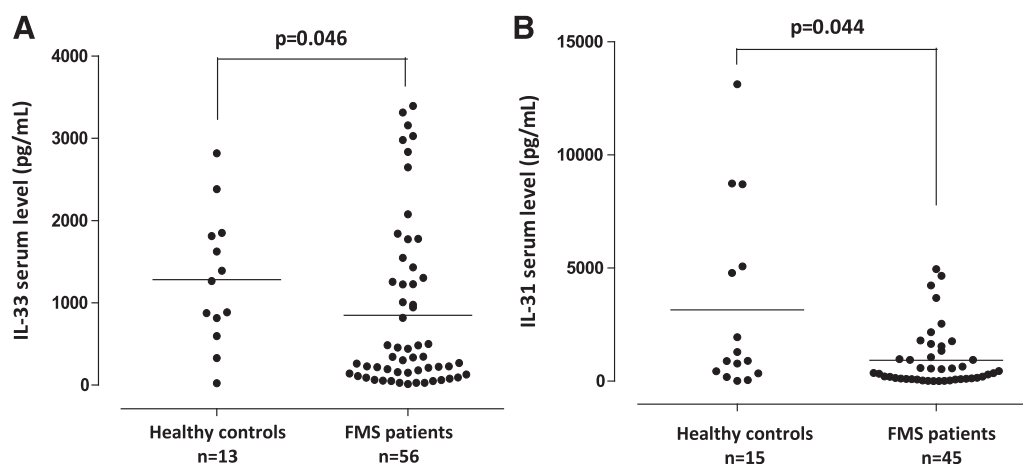 A
p=0.046
IL-33 serum level (pg/mL)
4000
3000
2000
1000
0
Healthy controls
n=13
FMS patients
n=56
B
p=0.044
IL-31 serum level (pg/mL)
15000
10000
5000
0
Healthy controls
n=15
FMS patients
n=45